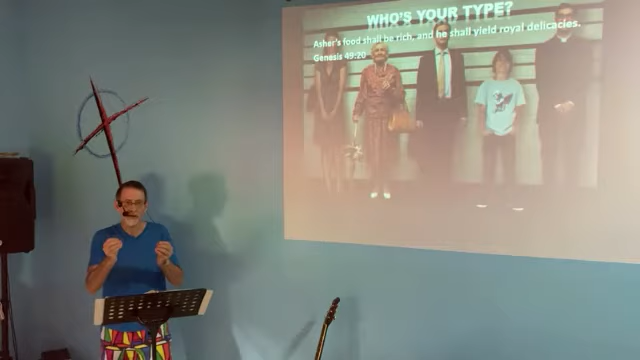 WHO'S YOUR TYPE?
Asher's food shall be rich, and he shall yield royal delicacies.
Genesis 49:20